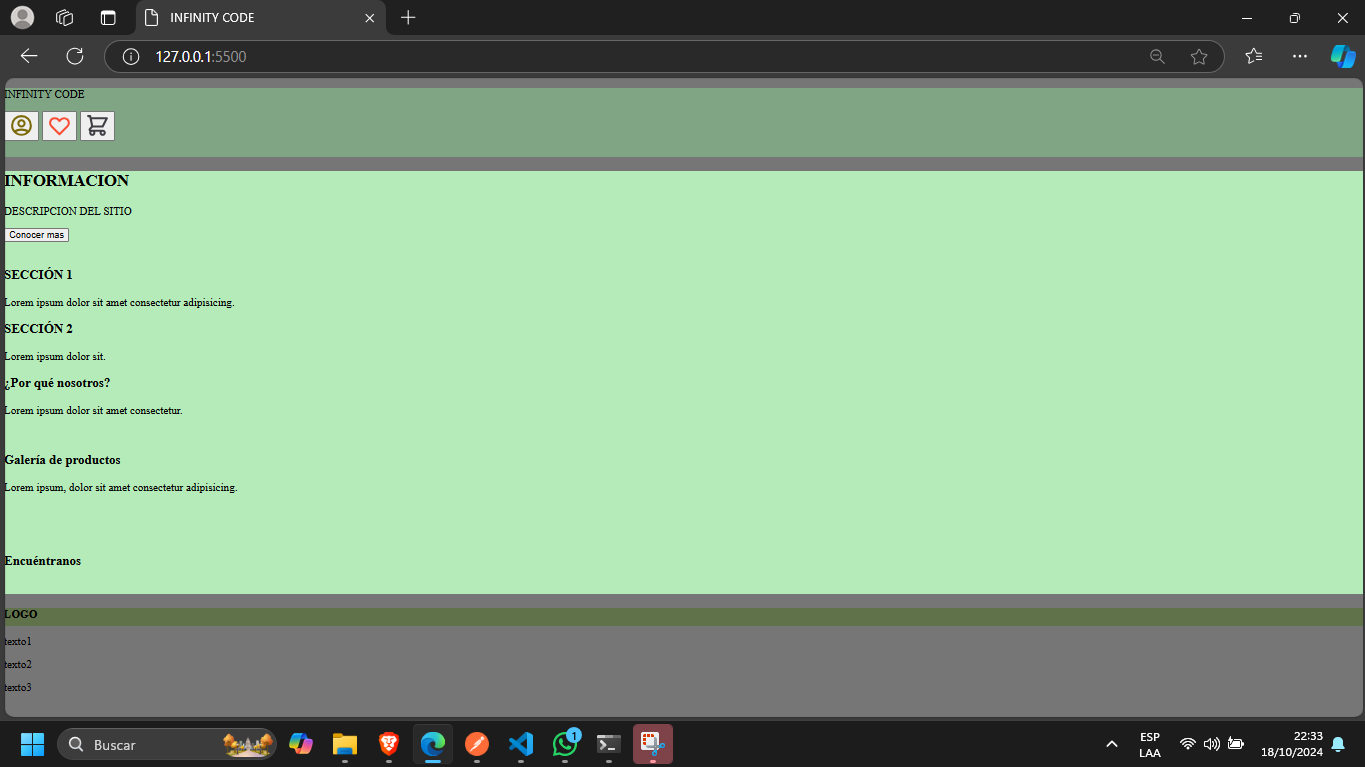 INFINITY CODE
127.0.0.1:5500
INFINITY CODE
INFORMACION
DESCRIPCION DEL SITIO
Conocer mas
SECCIÓN 1
Lorem ipsum dolor sit amet consectetur adipisicing.
SECCIÓN 2
Lorem ipsum dolor sit.
¿Por qué nosotros?
Lorem ipsum dolor sit amet consectetur.
Galería de productos
Lorem ipsum, dolor sit amet consectetur adipisicing.
Encuéntranos
LOGO
texto1
texto2
texto3
Buscar
1
ESP
LAA
22:33
18/10/2024